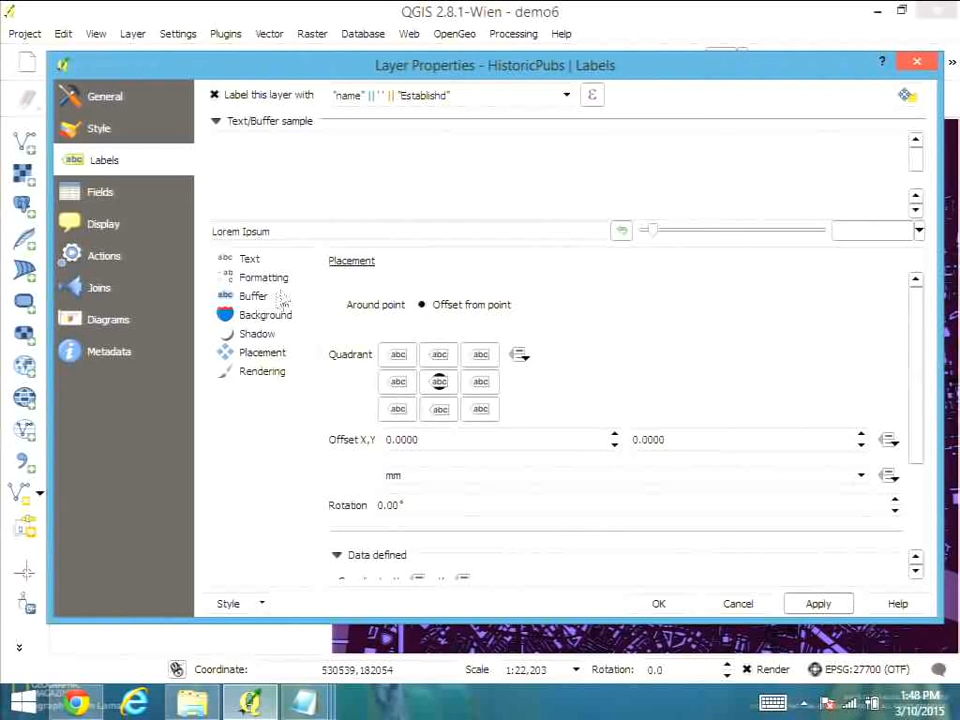 QGIS 2.8.1-Wien - demo6
Project Edit View Layer Settings Plugins Vector Raster Database Web OpenGeo Processing Help
Layer Properties - HistoricPubs | Labels
General
Style
Labels
Fields
Display
Actions
Joins
Diagrams
Metadata
Label this layer with "name" || ' ' || "Establishd" ε
Text/Buffer sample
Lorem Ipsum
Text
Formatting
Buffer
Background
Shadow
Placement
Rendering
Placement
Around point Offset from point
Quadrant
abc abc abc
abc abc abc
abc abc abc
Offset X,Y 0.0000 0.0000
mm
Rotation 0.00°
Data defined
Style OK Cancel Apply Help
Coordinate: 530539,182054 Scale 1:22,203 Rotation: 0.0 Render EPSG:27700 (OTF)
1:48 PM
3/10/2015